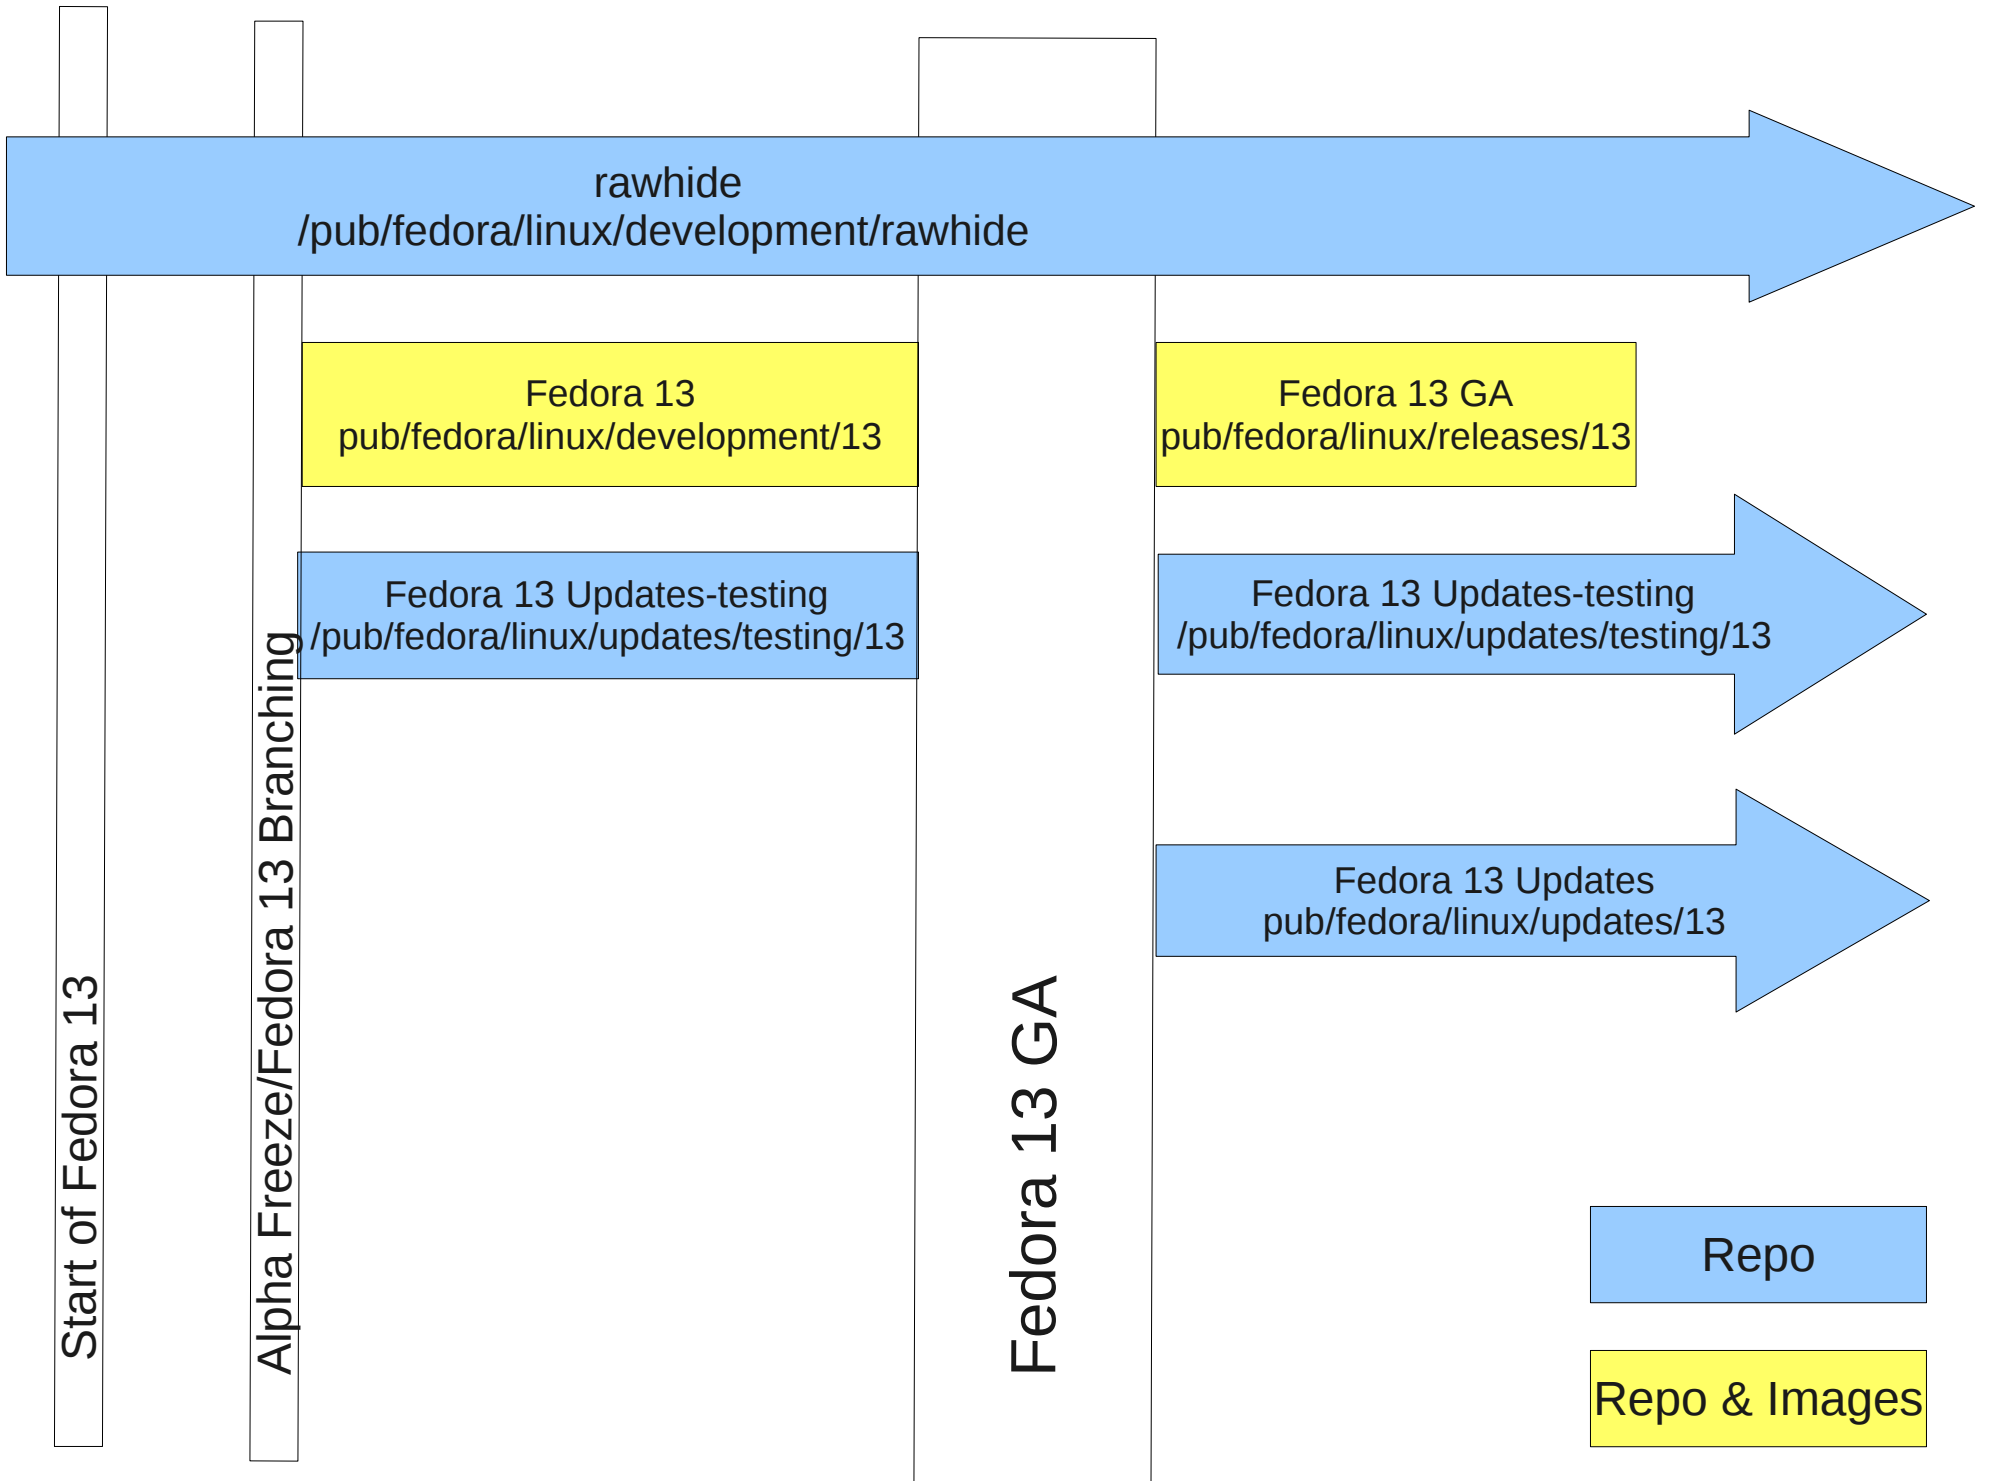 rawhide
/pub/fedora/linux/development/rawhide
Fedora 13
pub/fedora/linux/development/13
Fedora 13 GA
pub/fedora/linux/releases/13
Fedora 13 Updates-testing
/pub/fedora/linux/updates/testing/13
Fedora 13 Updates-testing
/pub/fedora/linux/updates/testing/13
Fedora 13 Updates
pub/fedora/linux/updates/13
Start of Fedora 13
Alpha Freeze/Fedora 13 Branching
Fedora 13 GA
Repo
Repo & Images